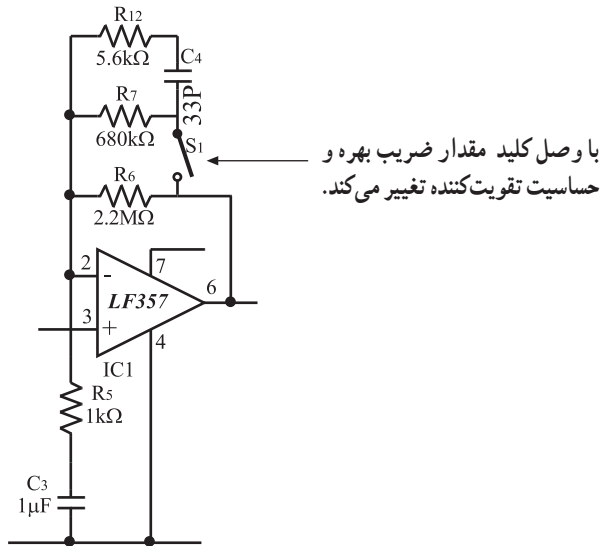 R12
5.6kΩ
C4
33P
R7
680kΩ
S1
با وصل کلید مقدار ضریب بهره و
حساسیت تقویت‌کننده تغییر می‌کند.
R6
2.2MΩ
2
-
7
LF357
6
3
+
4
IC1
R5
1kΩ
C3
1µF